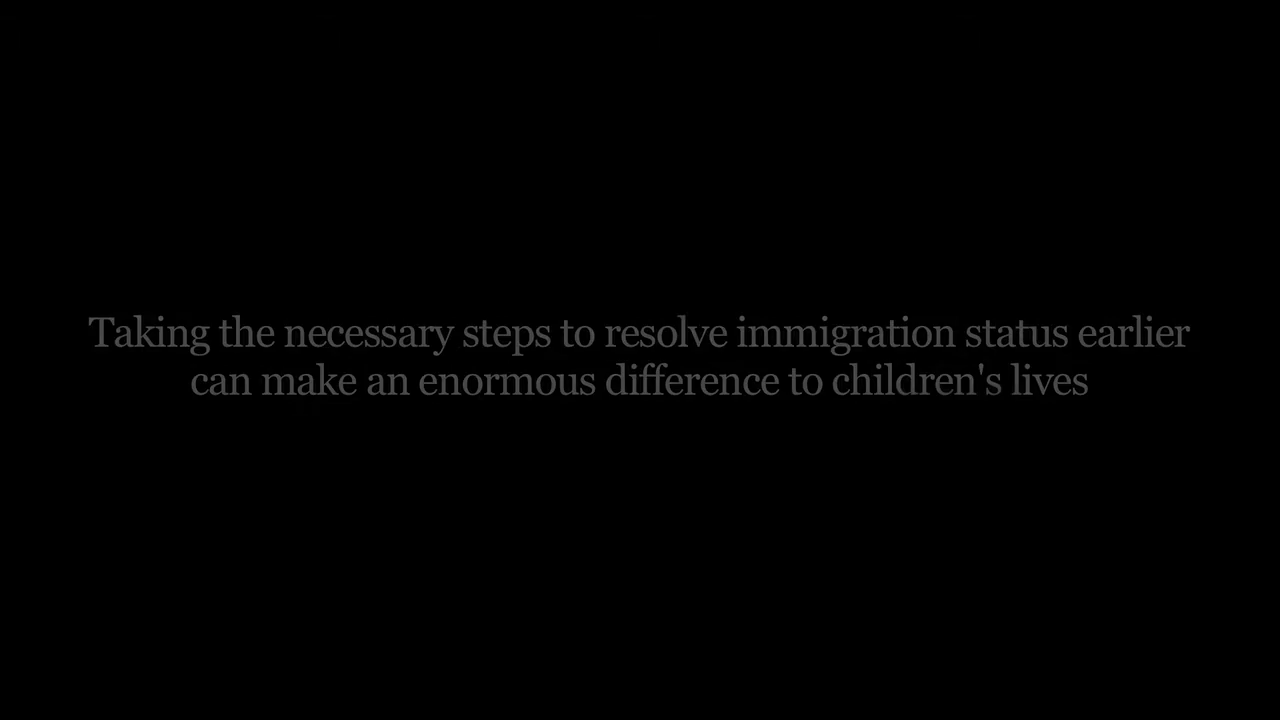 Taking the necessary steps to resolve immigration status earlier
can make an enormous difference to children's lives